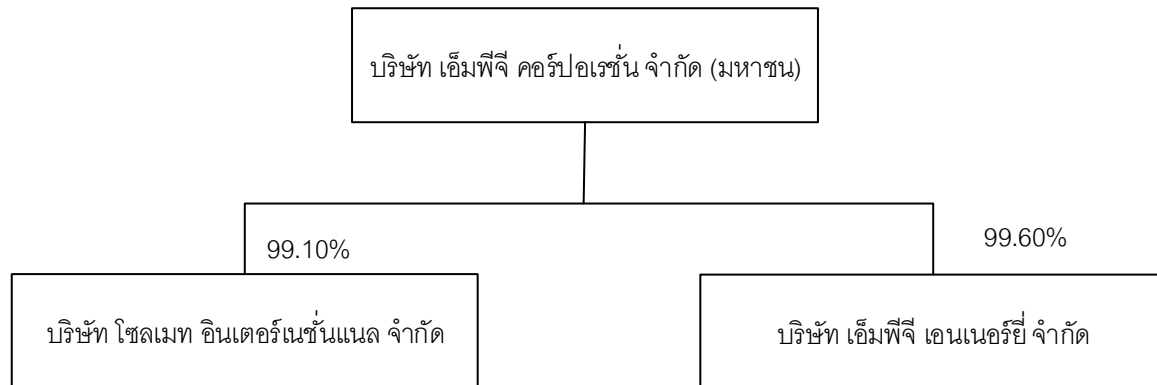 บริษัท เอ็มพีจี คอร์ปอเรชั่น จำกัด (มหาชน)
99.10%
99.60%
บริษัท โซลเมท อินเตอร์เนชั่นแนล จำกัด
บริษัท เอ็มพีจี เอนเนอร์ยี่ จำกัด